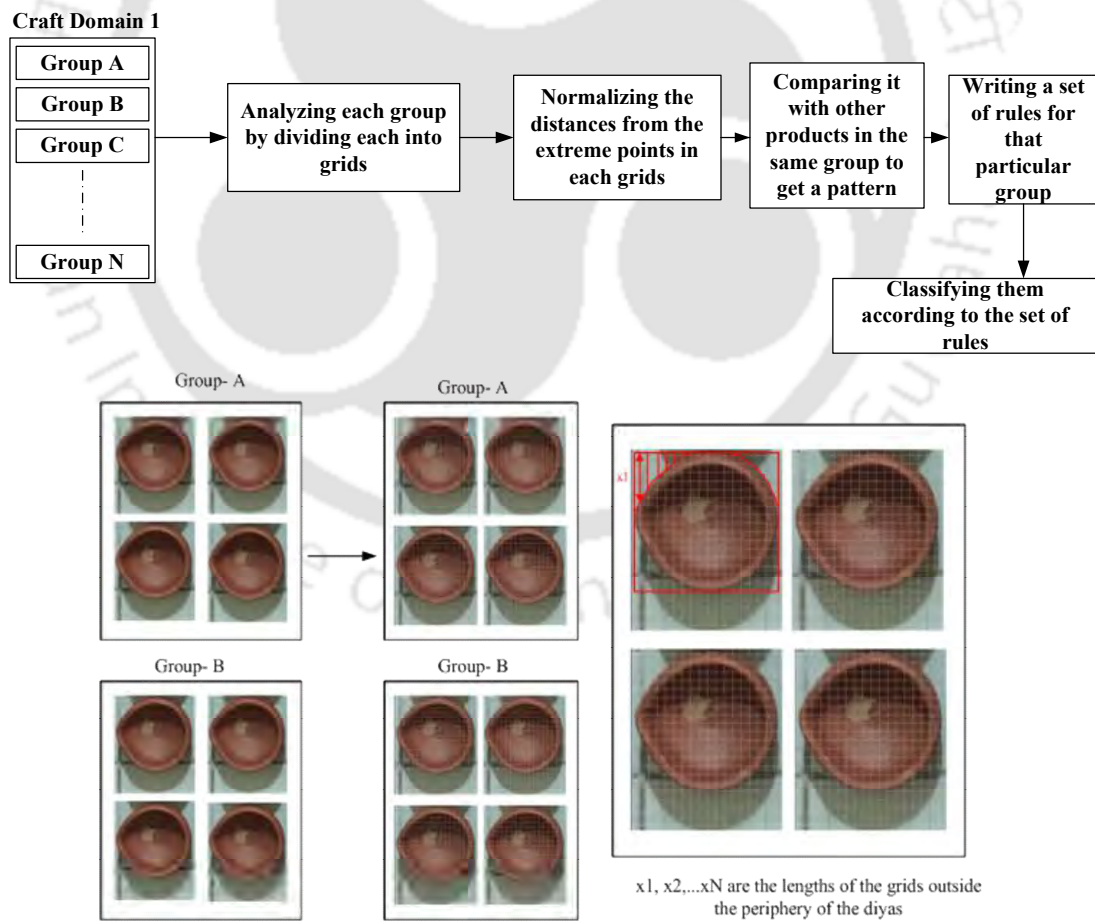 Craft Domain 1
Group A
Group B
Group C
Group N
Analyzing each group
by dividing each into
grids
Normalizing the
distances from the
extreme points in
each grids
Comparing it
with other
products in the
same group to
get a pattern
Writing a set
of rules for
that
particular
group
Classifying them
according to the set of
rules
Group- A
Group- A
x1
Group- B
Group- B
x1, x2,...xN are the lengths of the grids outside
the periphery of the diyas